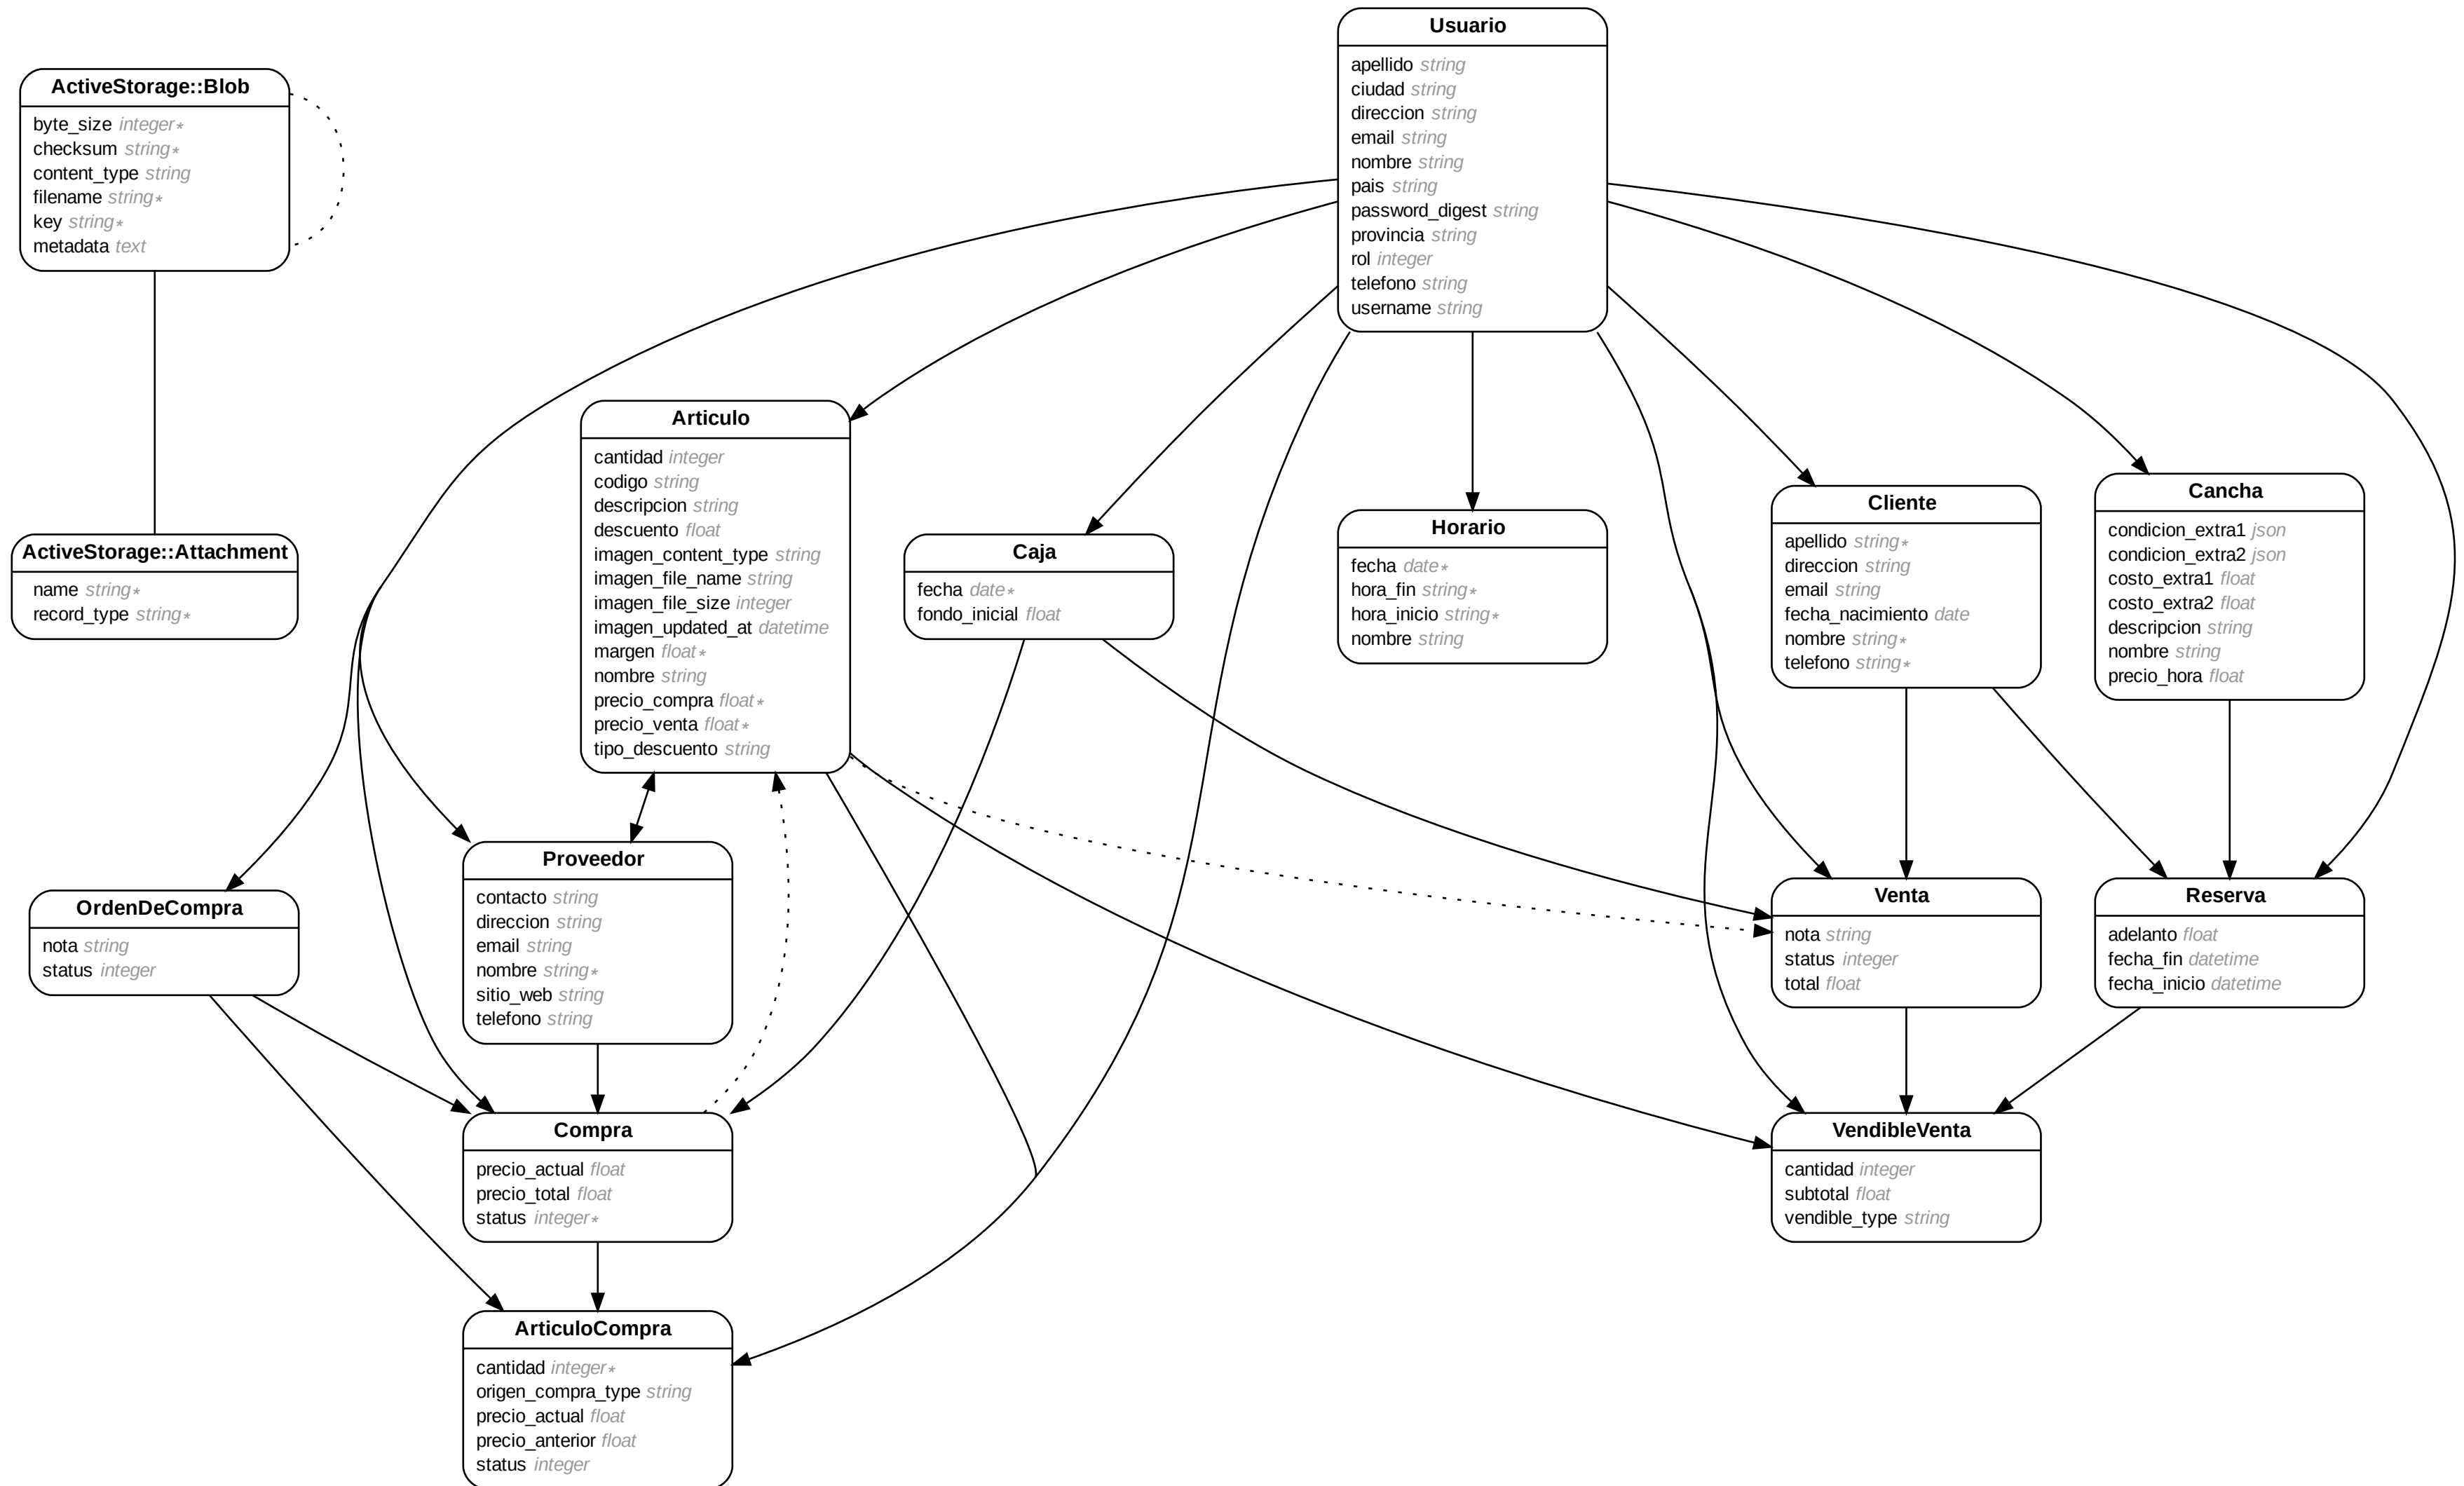 Usuario
apellido string
ciudad string
direccion string
email string
nombre string
pais string
password_digest string
provincia string
rol integer
telefono string
username string
ActiveStorage::Blob
byte_size integer*
checksum string*
content_type string
filename string*
key string*
metadata text
Articulo
cantidad integer
codigo string
descripcion string
descuento float
imagen_content_type string
imagen_file_name string
imagen_file_size integer
imagen_updated_at datetime
margen float*
nombre string
precio_compra float*
precio_venta float*
tipo_descuento string
Cancha
condicion_extra1 json
condicion_extra2 json
costo_extra1 float
costo_extra2 float
descripcion string
nombre string
precio_hora float
Cliente
apellido string*
direccion string
email string
fecha_nacimiento date
nombre string*
telefono string*
Horario
fecha date*
hora_fin string*
hora_inicio string*
nombre string
ActiveStorage::Attachment
name string*
record_type string*
Caja
fecha date*
fondo_inicial float
Proveedor
contacto string
direccion string
email string
nombre string*
sitio_web string
telefono string
OrdenDeCompra
nota string
status integer
Venta
nota string
status integer
total float
Reserva
adelanto float
fecha_fin datetime
fecha_inicio datetime
Compra
precio_actual float
precio_total float
status integer*
VendibleVenta
cantidad integer
subtotal float
vendible_type string
ArticuloCompra
cantidad integer*
origen_compra_type string
precio_actual float
precio_anterior float
status integer